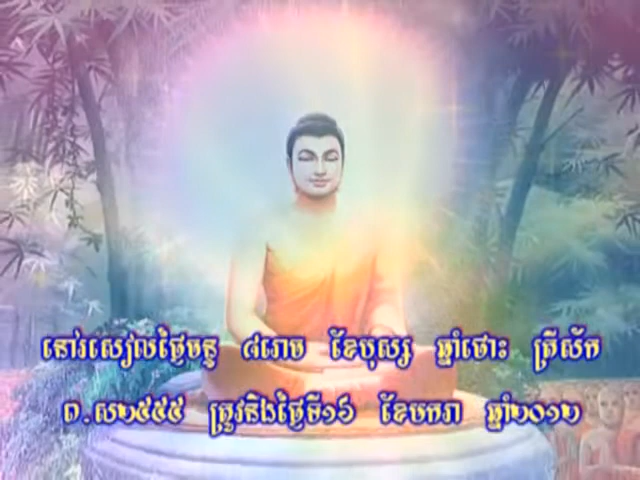 នៅរសៀលថ្ងៃចន្ទ ៨រោច ខែបុស្ស ឆ្នាំថោះ ត្រីស័ក
ព.ស២៥៥៥ ត្រូវនិងថ្ងៃទី១៦ ខែមករា ឆ្នាំ២០១២